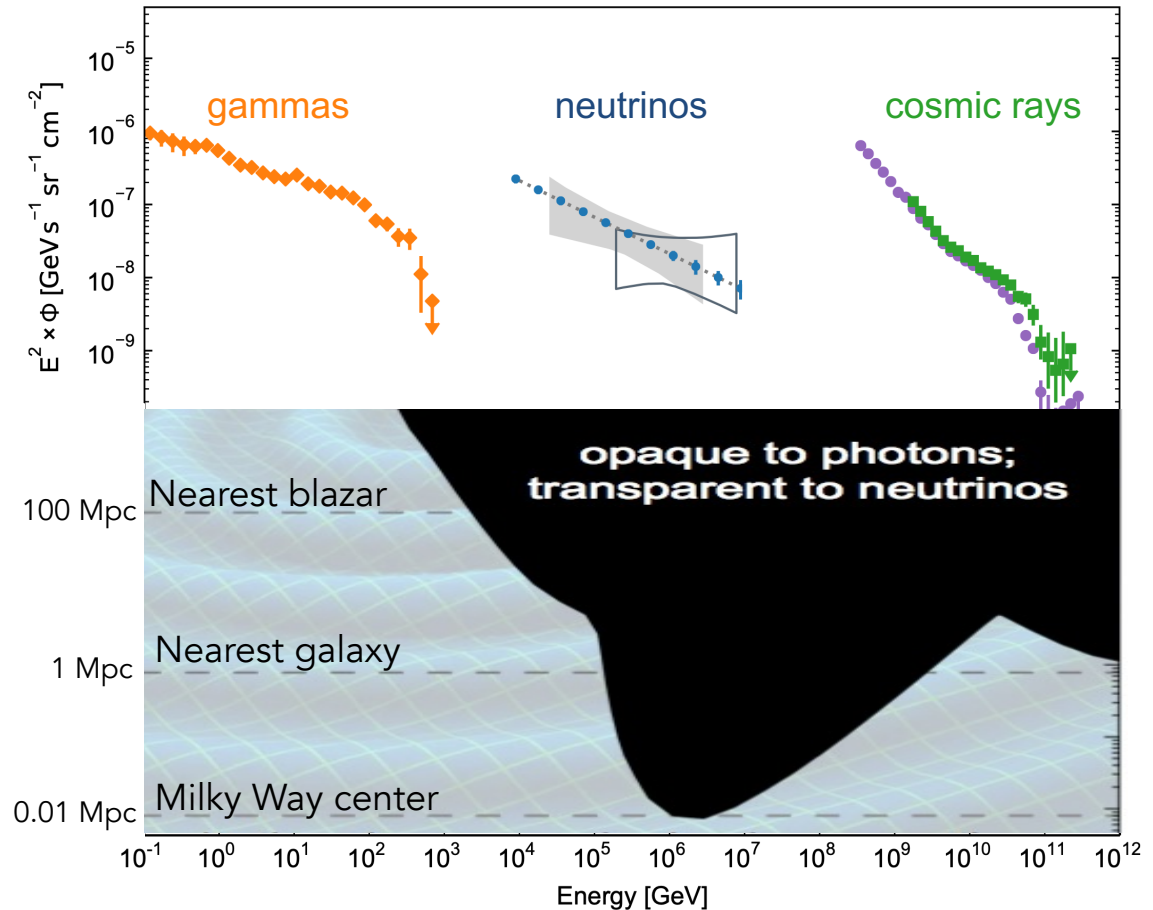 10⁻⁵
10⁻⁶
10⁻⁷
10⁻⁸
10⁻⁹
E² × Φ [GeV s⁻¹ sr⁻¹ cm⁻²]
gammas
neutrinos
cosmic rays
opaque to photons;
transparent to neutrinos
Nearest blazar
100 Mpc
Nearest galaxy
1 Mpc
Milky Way center
0.01 Mpc
10⁻¹ 10⁰ 10¹ 10² 10³ 10⁴ 10⁵ 10⁶ 10⁷ 10⁸ 10⁹ 10¹⁰ 10¹¹ 10¹²
Energy [GeV]